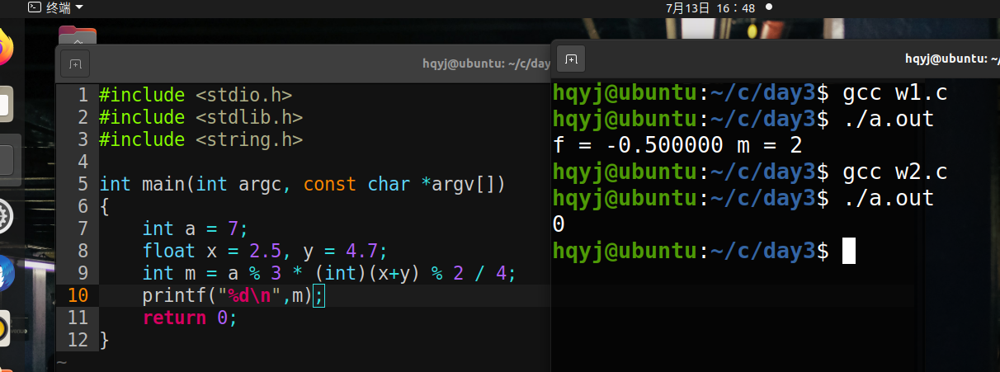 终端
7月13日 16：48
hqyj@ubuntu: ~/c/day
1 #include <stdio.h>
2 #include <stdlib.h>
3 #include <string.h>
4
5 int main(int argc, const char *argv[])
6 {
7     int a = 7;
8     float x = 2.5, y = 4.7;
9     int m = a % 3 * (int)(x+y) % 2 / 4;
10     printf("%d\n",m);
11     return 0;
12 }
~
hqyj@ubuntu: ~/
hqyj@ubuntu:~/c/day3$ gcc w1.c
hqyj@ubuntu:~/c/day3$ ./a.out
f = -0.500000 m = 2
hqyj@ubuntu:~/c/day3$ gcc w2.c
hqyj@ubuntu:~/c/day3$ ./a.out
0
hqyj@ubuntu:~/c/day3$